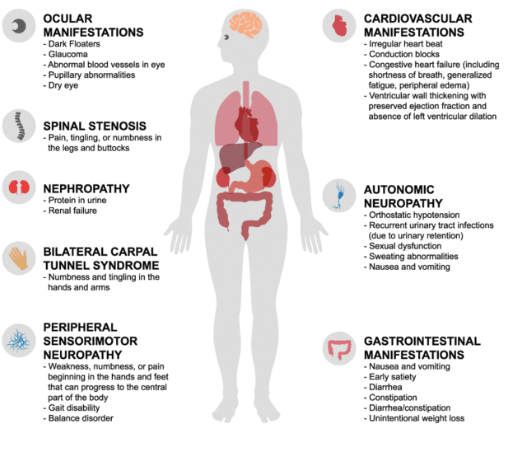 OCULAR
MANIFESTATIONS
- Dark Floaters
- Glaucoma
- Abnormal blood vessels in eye
- Pupillary abnormalities
- Dry eye
SPINAL STENOSIS
- Pain, tingling, or numbness in
the legs and buttocks
NEPHROPATHY
- Protein in urine
- Renal failure
BILATERAL CARPAL
TUNNEL SYNDROME
- Numbness and tingling in the
hands and arms
PERIPHERAL
SENSORIMOTOR
NEUROPATHY
- Weakness, numbness, or pain
beginning in the hands and feet
that can progress to the central
part of the body
- Gait disability
- Balance disorder
CARDIOVASCULAR
MANIFESTATIONS
- Irregular heart beat
- Conduction blocks
- Congestive heart failure (including
shortness of breath, generalized
fatigue, peripheral edema)
- Ventricular wall thickening with
preserved ejection fraction and
absence of left ventricular dilation
AUTONOMIC
NEUROPATHY
- Orthostatic hypotension
- Recurrent urinary tract infections
(due to urinary retention)
- Sexual dysfunction
- Sweating abnormalities
- Nausea and vomiting
GASTROINTESTINAL
MANIFESTATIONS
- Nausea and vomiting
- Early satiety
- Diarrhea
- Constipation
- Diarrhea/constipation
- Unintentional weight loss